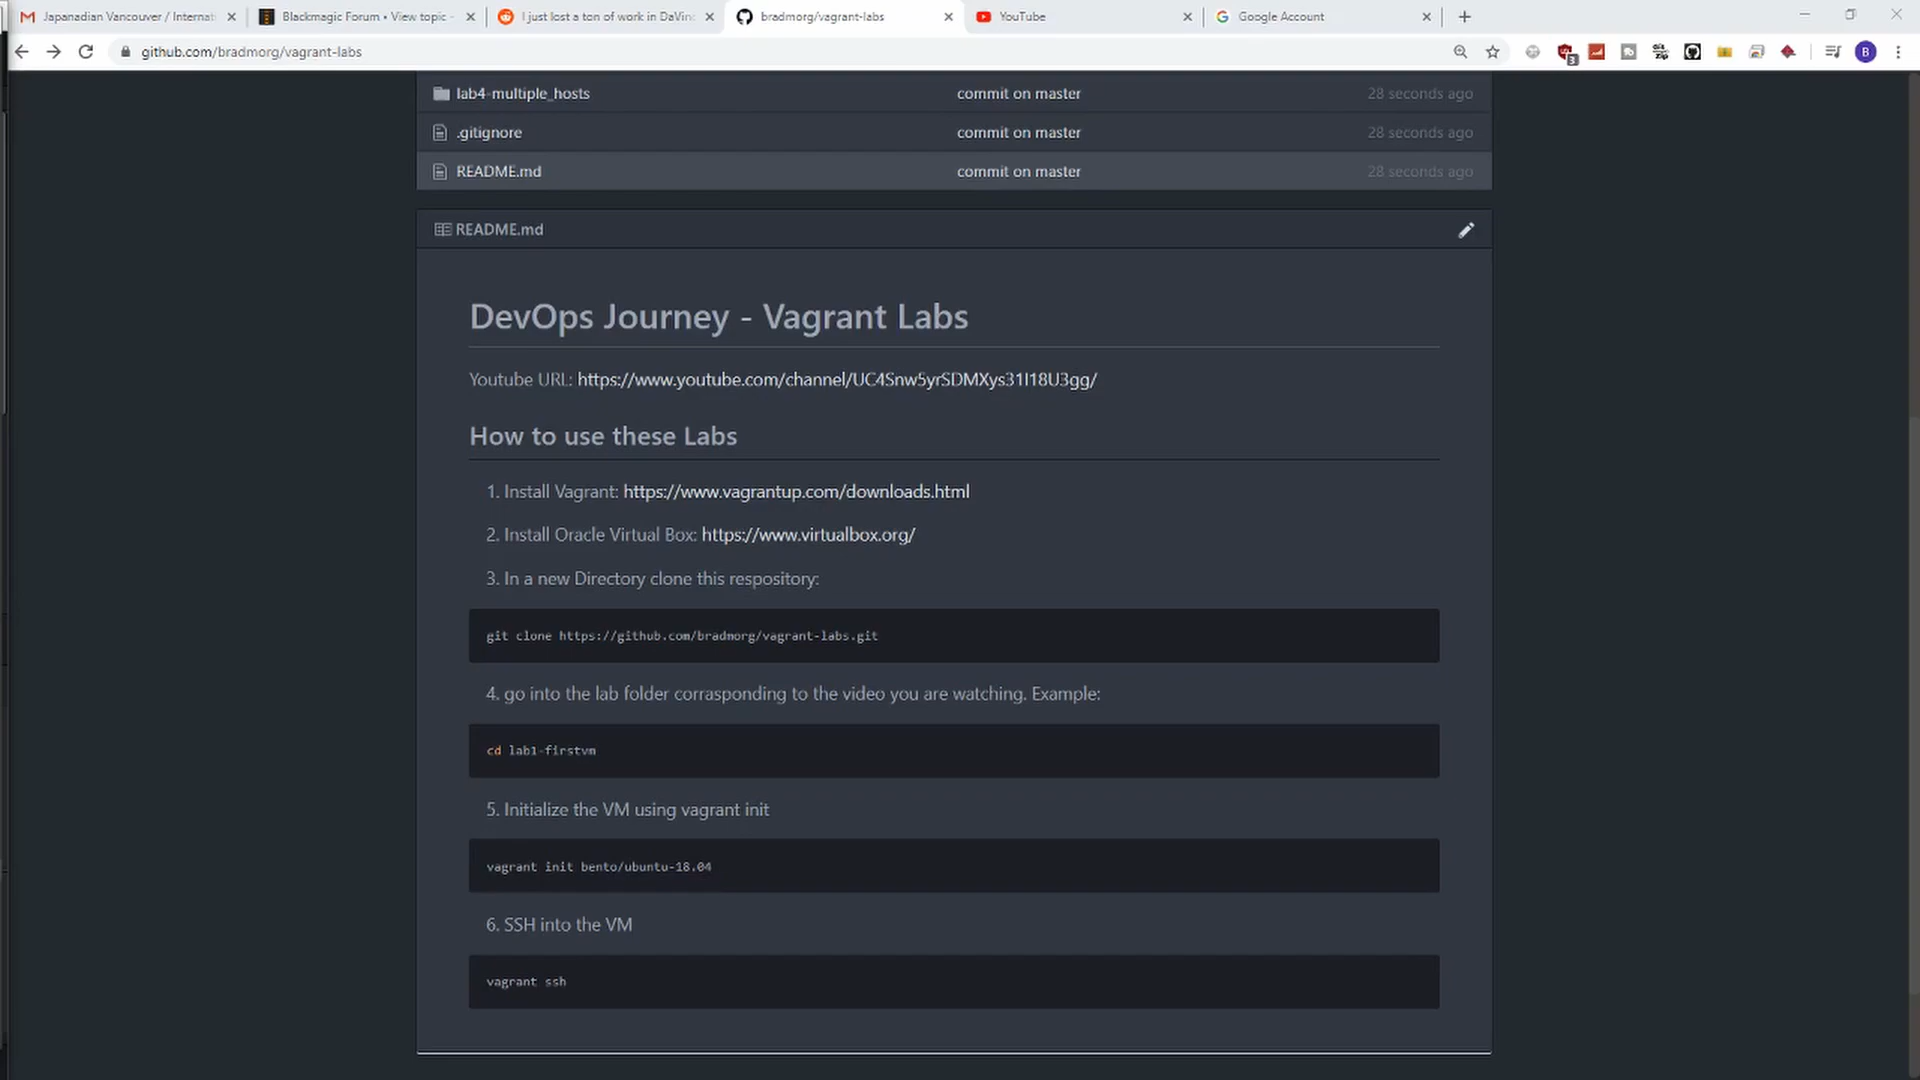 Japanadian Vancouver / Internat
Blackmagic Forum • View topic -
I just lost a ton of work in DaVinc
bradmorg/vagrant-labs
YouTube
Google Account
github.com/bradmorg/vagrant-labs
3
B
lab4-multiple_hosts commit on master 28 seconds ago
.gitignore commit on master 28 seconds ago
README.md commit on master 28 seconds ago
README.md
DevOps Journey - Vagrant Labs
Youtube URL: https://www.youtube.com/channel/UC4Snw5yrSDMXys31I18U3gg/
How to use these Labs
1. Install Vagrant: https://www.vagrantup.com/downloads.html
2. Install Oracle Virtual Box: https://www.virtualbox.org/
3. In a new Directory clone this respository:
git clone https://github.com/bradmorg/vagrant-labs.git
4. go into the lab folder corrasponding to the video you are watching. Example:
cd lab1-firstvm
5. Initialize the VM using vagrant init
vagrant init bento/ubuntu-18.04
6. SSH into the VM
vagrant ssh